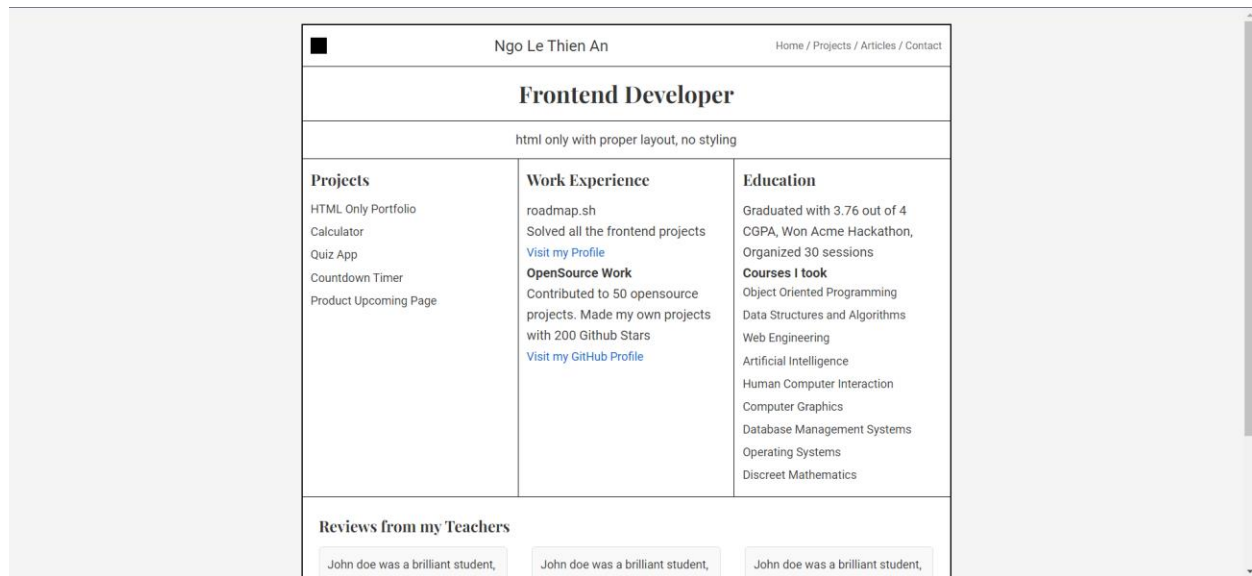 Ngo Le Thien An
Home / Projects / Articles / Contact
Frontend Developer
html only with proper layout, no styling
Projects
HTML Only Portfolio
Calculator
Quiz App
Countdown Timer
Product Upcoming Page
Work Experience
roadmap.sh
Solved all the frontend projects
Visit my Profile
OpenSource Work
Contributed to 50 opensource
projects. Made my own projects
with 200 Github Stars
Visit my GitHub Profile
Education
Graduated with 3.76 out of 4
CGPA, Won Acme Hackathon,
Organized 30 sessions
Courses I took
Object Oriented Programming
Data Structures and Algorithms
Web Engineering
Artificial Intelligence
Human Computer Interaction
Computer Graphics
Database Management Systems
Operating Systems
Discreet Mathematics
Reviews from my Teachers
John doe was a brilliant student,
John doe was a brilliant student,
John doe was a brilliant student,